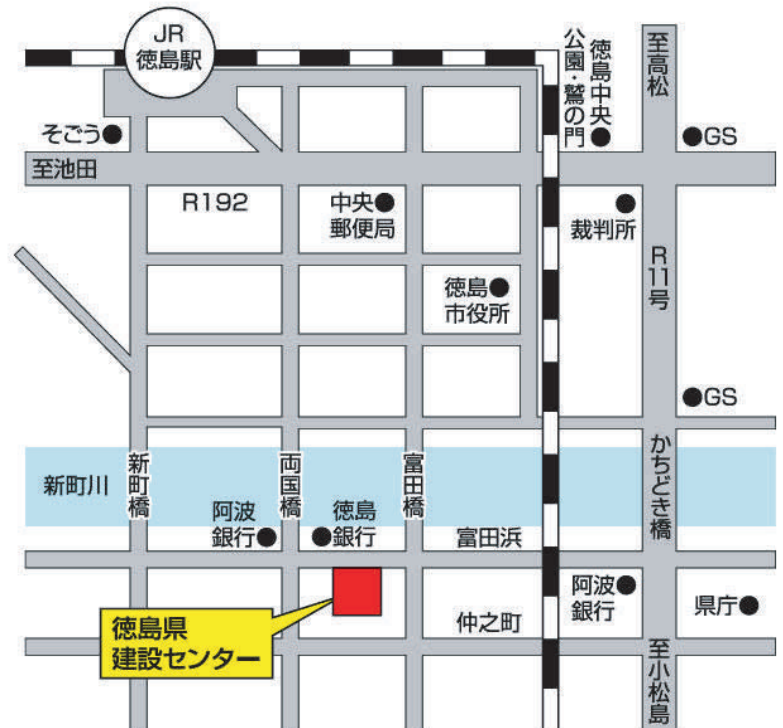 JR
徳島駅
徳島中央
公園・鷲の門
至高松
そごう
GS
至池田
R192
中央
郵便局
裁判所
R11号
徳島
市役所
GS
新町川
新町橋
両国橋
富田橋
かちどき橋
阿波
銀行
徳島
銀行
富田浜
阿波
銀行
県庁
仲之町
徳島県
建設センター
至小松島